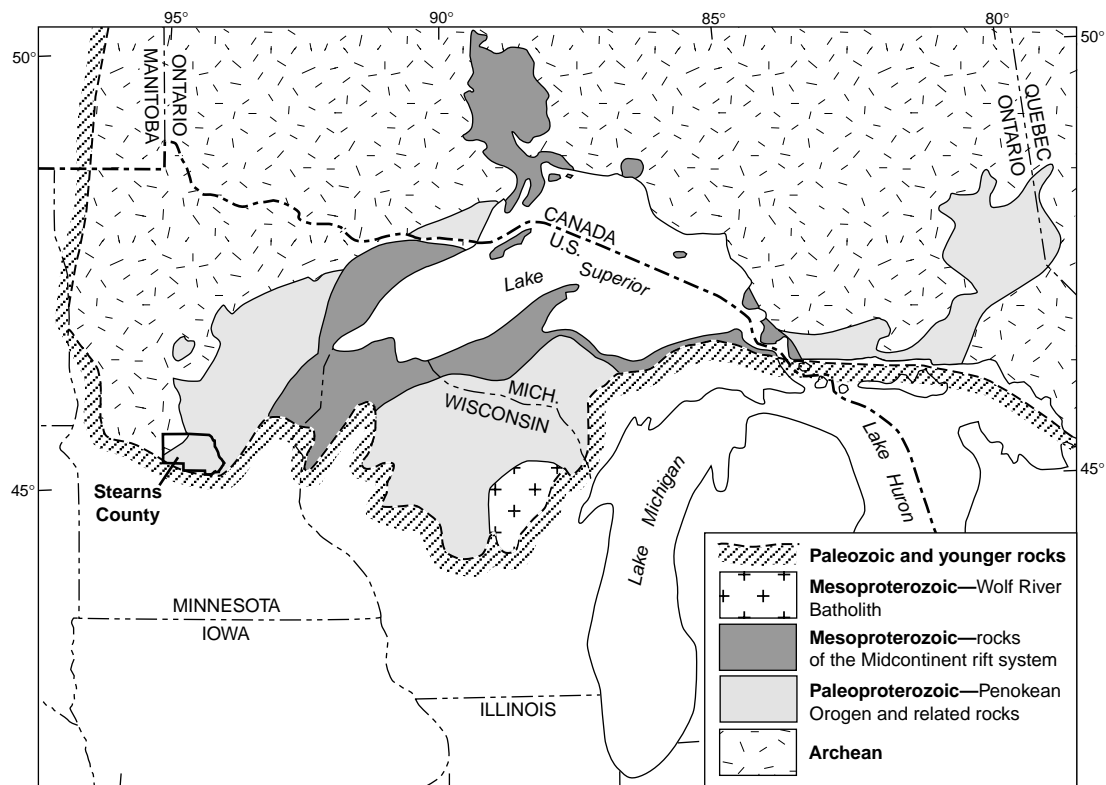 95°
90°
85°
80°
50°
50°
MANITOBA
ONTARIO
QUEBEC
ONTARIO
CANADA
U.S.
Lake Superior
MICH.
WISCONSIN
Stearns
County
45°
45°
Lake Michigan
Lake Huron
MINNESOTA
IOWA
ILLINOIS
Paleozoic and younger rocks
Mesoproterozoic—Wolf River
Batholith
Mesoproterozoic—rocks
of the Midcontinent rift system
Paleoproterozoic—Penokean
Orogen and related rocks
Archean